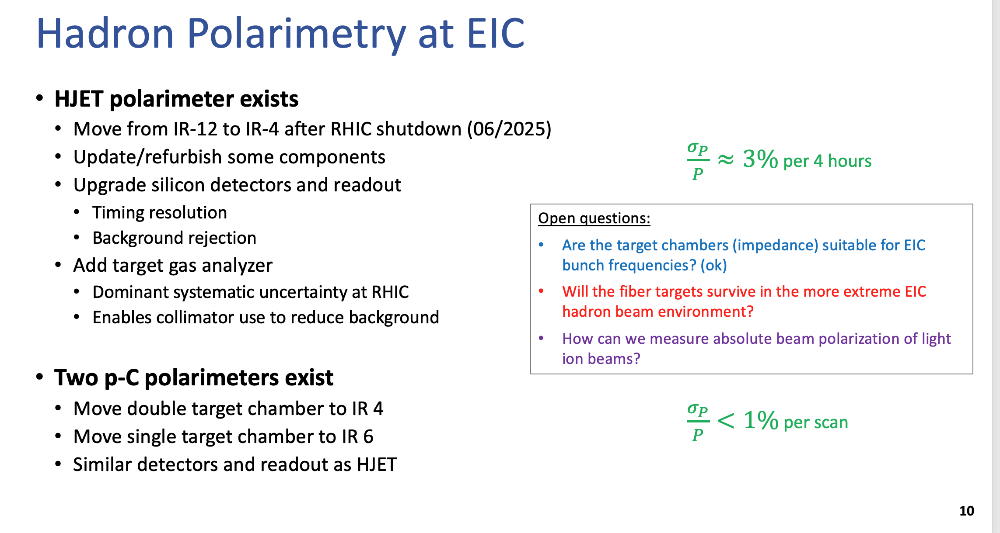 Hadron Polarimetry at EIC
• HJET polarimeter exists
• Move from IR-12 to IR-4 after RHIC shutdown (06/2025)
• Update/refurbish some components
• Upgrade silicon detectors and readout
• Timing resolution
• Background rejection
• Add target gas analyzer
• Dominant systematic uncertainty at RHIC
• Enables collimator use to reduce background
• Two p-C polarimeters exist
• Move double target chamber to IR 4
• Move single target chamber to IR 6
• Similar detectors and readout as HJET
σ_P/P ≈ 3% per 4 hours
Open questions:
• Are the target chambers (impedance) suitable for EIC
bunch frequencies? (ok)
• Will the fiber targets survive in the more extreme EIC
hadron beam environment?
• How can we measure absolute beam polarization of light
ion beams?
σ_P/P < 1% per scan
10